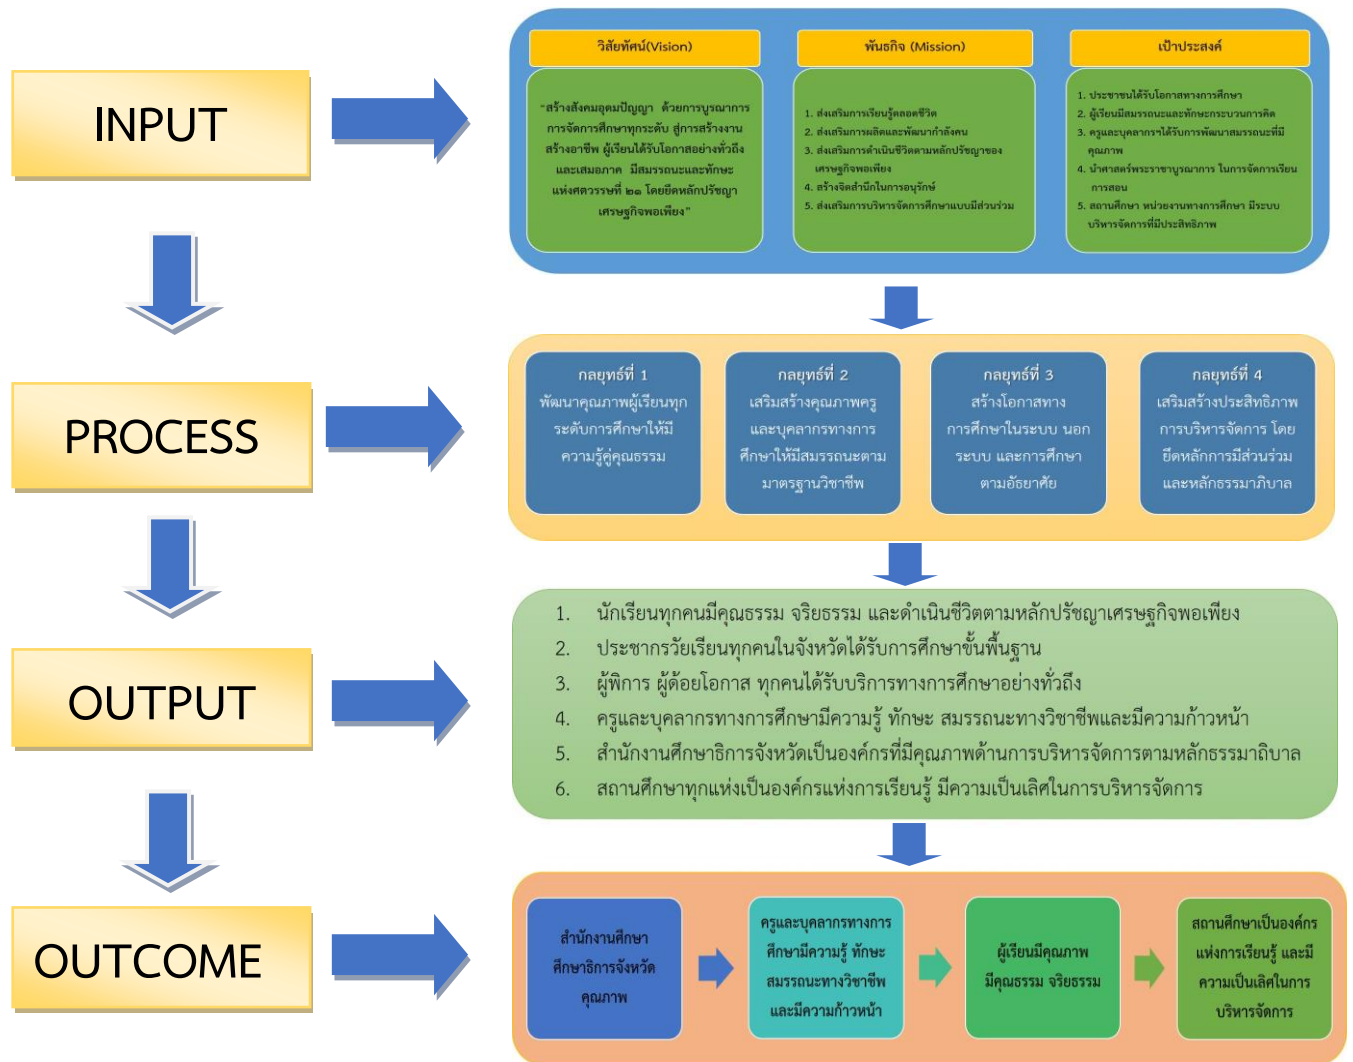 INPUT
วิสัยทัศน์(Vision)
"สร้างสังคมอุดมปัญญา ด้วยการบูรณาการ
การจัดการศึกษาทุกระดับ สู่การสร้างงาน
สร้างอาชีพ ผู้เรียนได้รับโอกาสอย่างทั่วถึง
และเสมอภาค มีสมรรถนะและทักษะ
แห่งศตวรรษที่ ๒๑ โดยยึดหลักปรัชญา
เศรษฐกิจพอเพียง"
พันธกิจ (Mission)
1. ส่งเสริมการเรียนรู้ตลอดชีวิต
2. ส่งเสริมการผลิตและพัฒนากำลังคน
3. ส่งเสริมการดำเนินชีวิตตามหลักปรัชญาของ
เศรษฐกิจพอเพียง
4. สร้างจิตสำนึกในการอนุรักษ์
5. ส่งเสริมการบริหารจัดการศึกษาแบบมีส่วนร่วม
เป้าประสงค์
1. ประชาชนได้รับโอกาสทางการศึกษา
2. ผู้เรียนมีสมรรถนะและทักษะกระบวนการคิด
3. ครูและบุคลากรฯได้รับการพัฒนาสมรรถนะที่มี
คุณภาพ
4. นำศาสตร์พระราชาบูรณาการ ในการจัดการเรียน
การสอน
5. สถานศึกษา หน่วยงานทางการศึกษา มีระบบ
บริหารจัดการที่มีประสิทธิภาพ
PROCESS
กลยุทธ์ที่ 1
พัฒนาคุณภาพผู้เรียนทุก
ระดับการศึกษาให้มี
ความรู้คู่คุณธรรม
กลยุทธ์ที่ 2
เสริมสร้างคุณภาพครู
และบุคลากรทางการ
ศึกษาให้มีสมรรถนะตาม
มาตรฐานวิชาชีพ
กลยุทธ์ที่ 3
สร้างโอกาสทาง
การศึกษาในระบบ นอก
ระบบ และการศึกษา
ตามอัธยาศัย
กลยุทธ์ที่ 4
เสริมสร้างประสิทธิภาพ
การบริหารจัดการ โดย
ยึดหลักการมีส่วนร่วม
และหลักธรรมาภิบาล
OUTPUT
1. นักเรียนทุกคนมีคุณธรรม จริยธรรม และดำเนินชีวิตตามหลักปรัชญาเศรษฐกิจพอเพียง
2. ประชากรวัยเรียนทุกคนในจังหวัดได้รับการศึกษาขั้นพื้นฐาน
3. ผู้พิการ ผู้ด้อยโอกาส ทุกคนได้รับบริการทางการศึกษาอย่างทั่วถึง
4. ครูและบุคลากรทางการศึกษามีความรู้ ทักษะ สมรรถนะทางวิชาชีพและมีความก้าวหน้า
5. สำนักงานศึกษาธิการจังหวัดเป็นองค์กรที่มีคุณภาพด้านการบริหารจัดการตามหลักธรรมาถิบาล
6. สถานศึกษาทุกแห่งเป็นองค์กรแห่งการเรียนรู้ มีความเป็นเลิศในการบริหารจัดการ
OUTCOME
สำนักงานศึกษา
ศึกษาธิการจังหวัด
คุณภาพ
ครูและบุคลากรทางการ
ศึกษามีความรู้ ทักษะ
สมรรถนะทางวิชาชีพ
และมีความก้าวหน้า
ผู้เรียนมีคุณภาพ
มีคุณธรรม จริยธรรม
สถานศึกษาเป็นองค์กร
แห่งการเรียนรู้ และมี
ความเป็นเลิศในการ
บริหารจัดการ